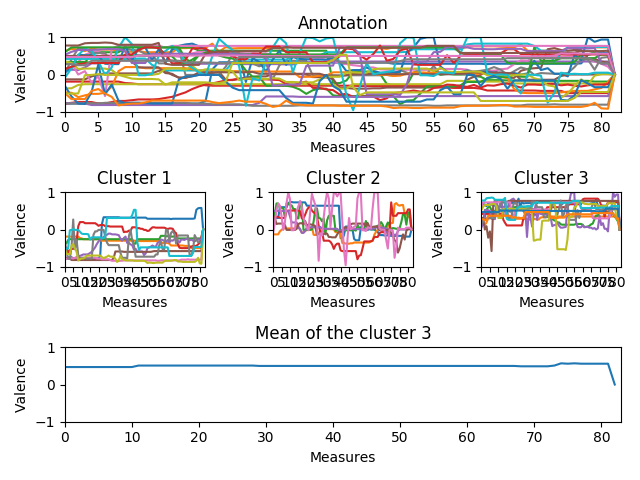 Annotation
1
0
−1
Valence
0 5 10 15 20 25 30 35 40 45 50 55 60 65 70 75 80
Measures
Cluster 1 Cluster 2 Cluster 3
1 1 1
0 0 0
−1 −1 −1
Valence Valence Valence
Measures Measures Measures
Mean of the cluster 3
1
0
−1
Valence
0 10 20 30 40 50 60 70 80
Measures